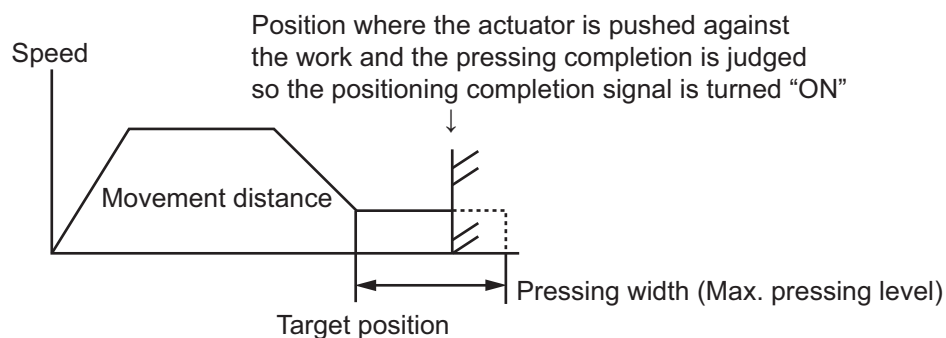 Position where the actuator is pushed against
the work and the pressing completion is judged
so the positioning completion signal is turned “ON”
↓
Speed
Movement distance
Pressing width (Max. pressing level)
Target position